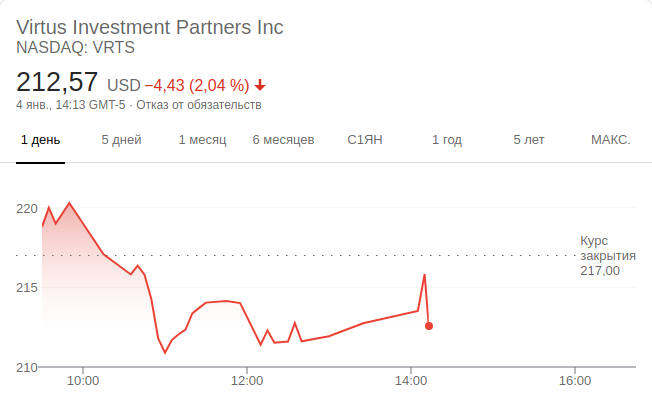 Virtus Investment Partners Inc
NASDAQ: VRTS
212,57 USD −4,43 (2,04 %)
4 янв., 14:13 GMT-5 · Отказ от обязательств
1 день 5 дней 1 месяц 6 месяцев С1ЯН 1 год 5 лет МАКС.
220
Курс
закрытия
217,00
215
210
10:00 12:00 14:00 16:00